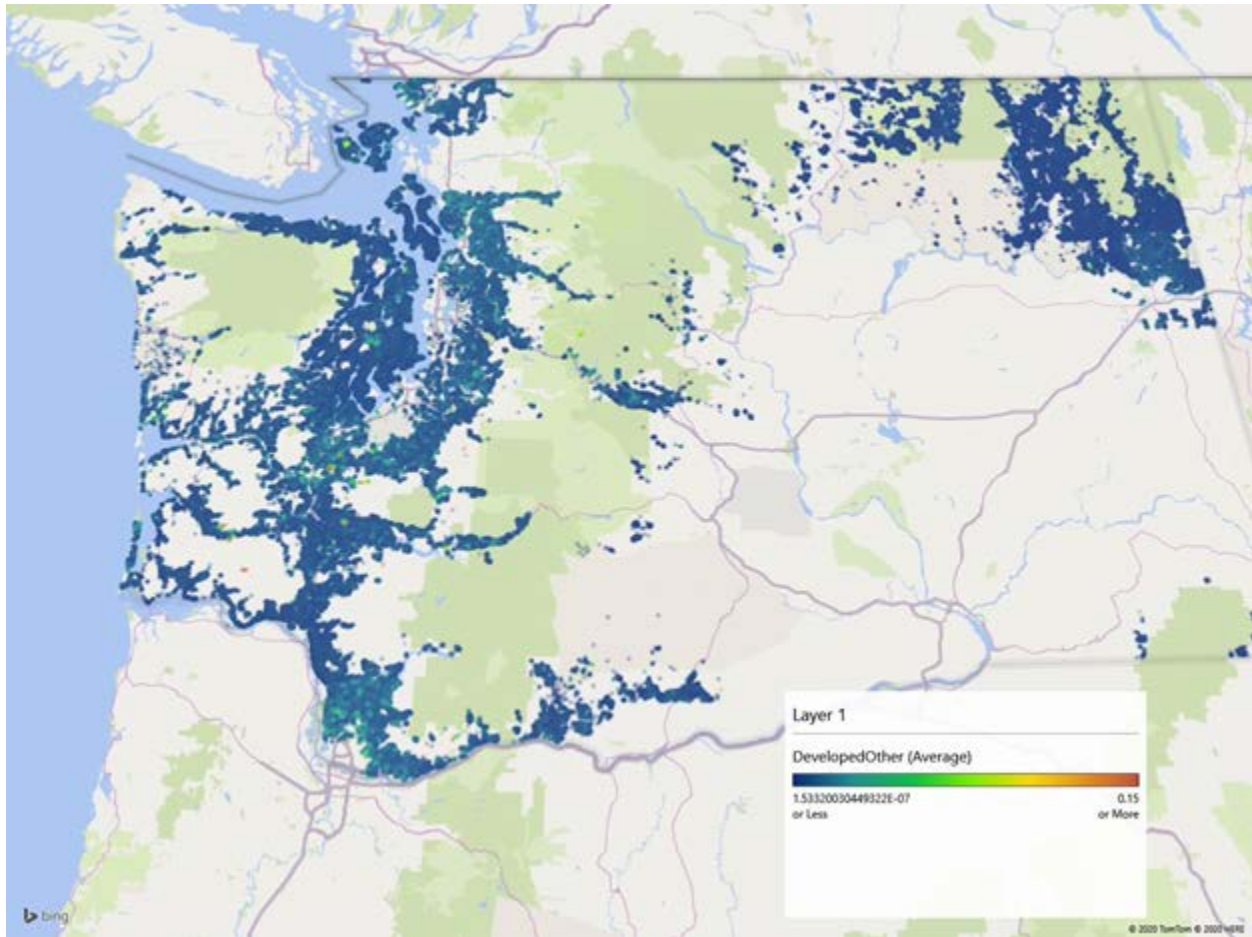 Layer 1
DevelopedOther (Average)
1.53320030449322E-07
0.15
or Less
or More
bing
© 2020 TomTom © 2020 HERE